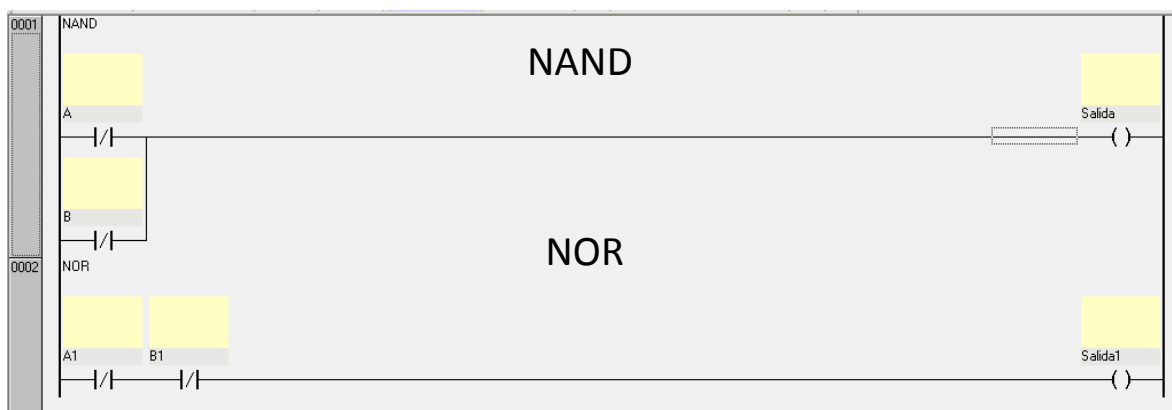 0001
NAND
NAND
A
Salida
B
NOR
0002
NOR
A1
B1
Salida1